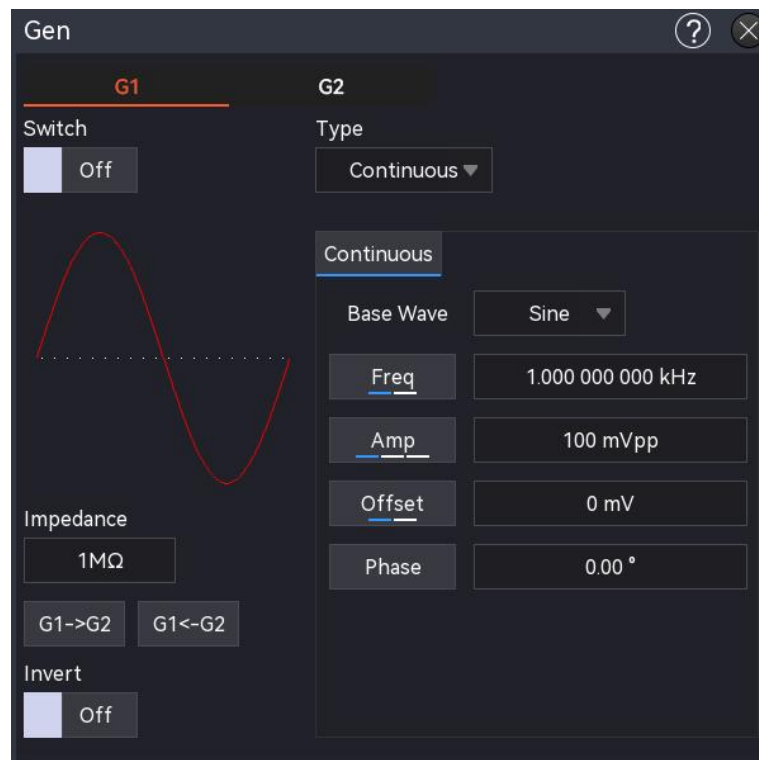 Gen ?
G1 G2
Switch Type
Off Continuous
Continuous
Base Wave Sine
Freq 1.000 000 000 kHz
Amp 100 mVpp
Offset 0 mV
Impedance
1MΩ Phase 0.00 °
G1->G2 G1<-G2
Invert
Off